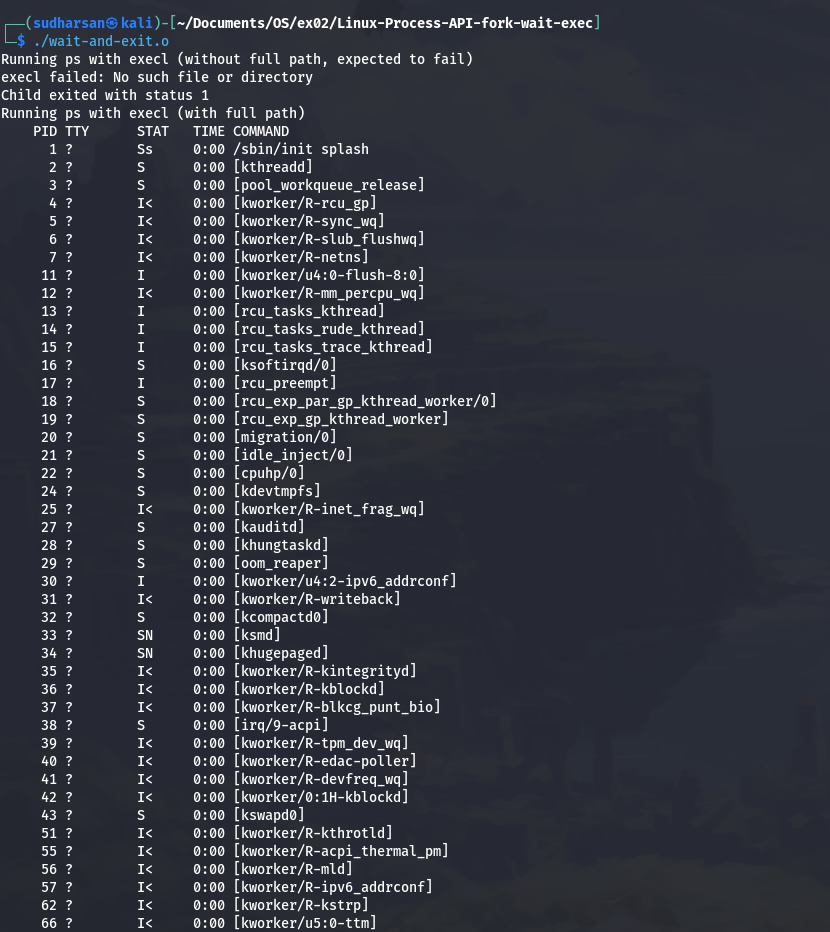 ┌──(sudharsan㉿kali)-[~/Documents/OS/ex02/Linux-Process-API-fork-wait-exec]
└─$ ./wait-and-exit.o
Running ps with execl (without full path, expected to fail)
execl failed: No such file or directory
Child exited with status 1
Running ps with execl (with full path)
    PID TTY      STAT   TIME COMMAND
      1 ?        Ss     0:00 /sbin/init splash
      2 ?        S      0:00 [kthreadd]
      3 ?        S      0:00 [pool_workqueue_release]
      4 ?        I<     0:00 [kworker/R-rcu_gp]
      5 ?        I<     0:00 [kworker/R-sync_wq]
      6 ?        I<     0:00 [kworker/R-slub_flushwq]
      7 ?        I<     0:00 [kworker/R-netns]
     11 ?        I      0:00 [kworker/u4:0-flush-8:0]
     12 ?        I<     0:00 [kworker/R-mm_percpu_wq]
     13 ?        I      0:00 [rcu_tasks_kthread]
     14 ?        I      0:00 [rcu_tasks_rude_kthread]
     15 ?        I      0:00 [rcu_tasks_trace_kthread]
     16 ?        S      0:00 [ksoftirqd/0]
     17 ?        I      0:00 [rcu_preempt]
     18 ?        S      0:00 [rcu_exp_par_gp_kthread_worker/0]
     19 ?        S      0:00 [rcu_exp_gp_kthread_worker]
     20 ?        S      0:00 [migration/0]
     21 ?        S      0:00 [idle_inject/0]
     22 ?        S      0:00 [cpuhp/0]
     24 ?        S      0:00 [kdevtmpfs]
     25 ?        I<     0:00 [kworker/R-inet_frag_wq]
     27 ?        S      0:00 [kauditd]
     28 ?        S      0:00 [khungtaskd]
     29 ?        S      0:00 [oom_reaper]
     30 ?        I      0:00 [kworker/u4:2-ipv6_addrconf]
     31 ?        I<     0:00 [kworker/R-writeback]
     32 ?        S      0:00 [kcompactd0]
     33 ?        SN     0:00 [ksmd]
     34 ?        SN     0:00 [khugepaged]
     35 ?        I<     0:00 [kworker/R-kintegrityd]
     36 ?        I<     0:00 [kworker/R-kblockd]
     37 ?        I<     0:00 [kworker/R-blkcg_punt_bio]
     38 ?        S      0:00 [irq/9-acpi]
     39 ?        I<     0:00 [kworker/R-tpm_dev_wq]
     40 ?        I<     0:00 [kworker/R-edac-poller]
     41 ?        I<     0:00 [kworker/R-devfreq_wq]
     42 ?        I<     0:00 [kworker/0:1H-kblockd]
     43 ?        S      0:00 [kswapd0]
     51 ?        I<     0:00 [kworker/R-kthrotld]
     55 ?        I<     0:00 [kworker/R-acpi_thermal_pm]
     56 ?        I<     0:00 [kworker/R-mld]
     57 ?        I<     0:00 [kworker/R-ipv6_addrconf]
     62 ?        I<     0:00 [kworker/R-kstrp]
     66 ?        I<     0:00 [kworker/u5:0-ttm]